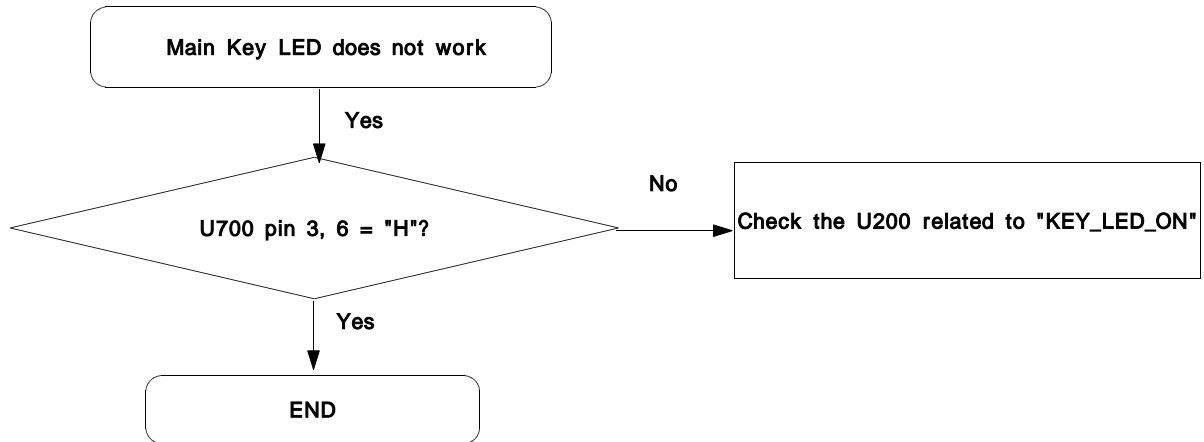 Main Key LED does not work
Yes
U700 pin 3, 6 = "H"?
No
Check the U200 related to "KEY_LED_ON"
Yes
END